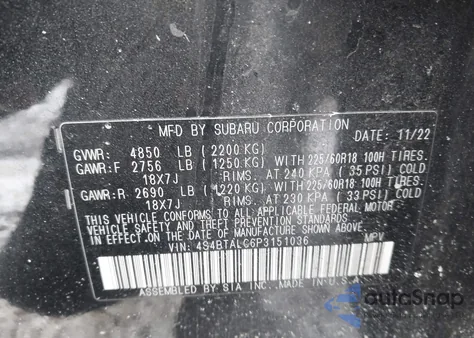 MFD BY SUBARU CORPORATION DATE: 11/22
GVWR: 4850 LB (2200 KG)
GAWR:F 2756 LB (1250 KG) WITH 225/60R18 100H TIRES.
18X7J RIMS. AT 240 KPA (35 PSI) COLD
GAWR:R 2690 LB (1220 KG) WITH 225/60R18 100H TIRES.
18X7J RIMS. AT 230 KPA (33 PSI) COLD
THIS VEHICLE CONFORMS TO ALL APPLICABLE FEDERAL MOTOR
VEHICLE SAFETY AND THEFT PREVENTION STANDARDS
IN EFFECT ON THE DATE OF MANUFACTURE SHOWN ABOVE.
VIN: 4S4BTALC6P3151036 MPV
ASSEMBLED BY SIA INC., MADE IN U.S.A.
autoSnap